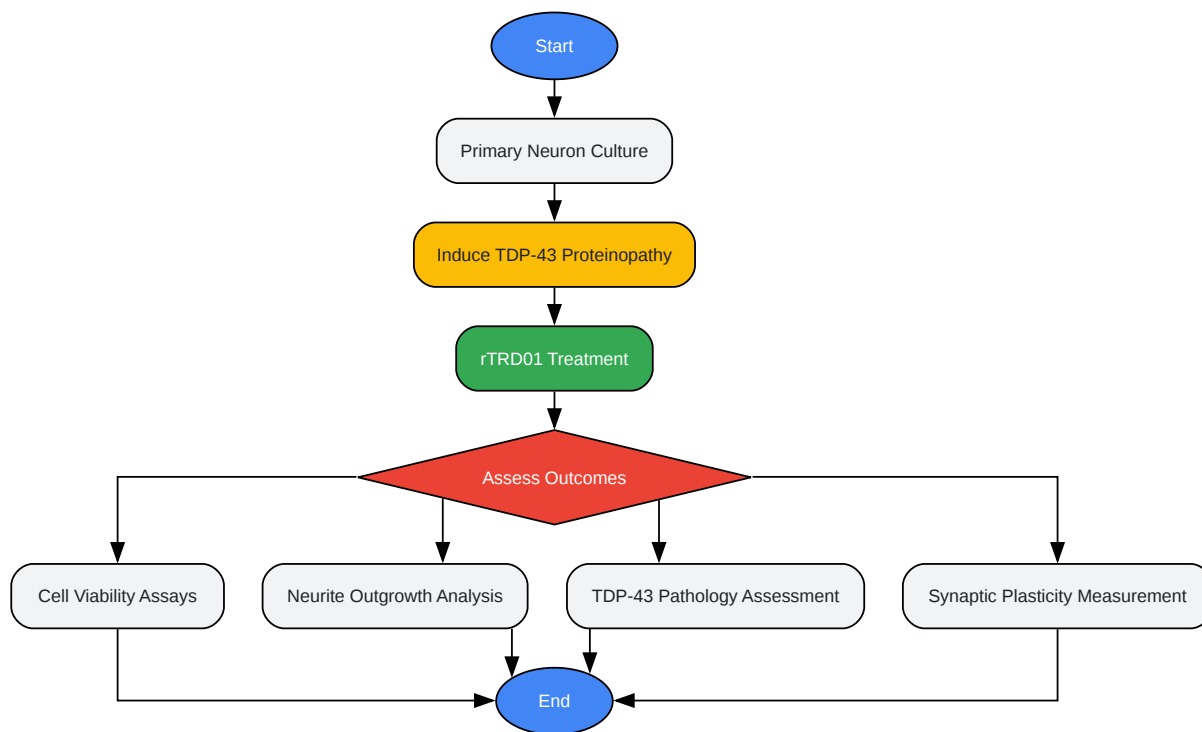 Start
Primary Neuron Culture
Induce TDP-43 Proteinopathy
rTRD01 Treatment
Assess Outcomes
Cell Viability Assays
Neurite Outgrowth Analysis
TDP-43 Pathology Assessment
Synaptic Plasticity Measurement
End